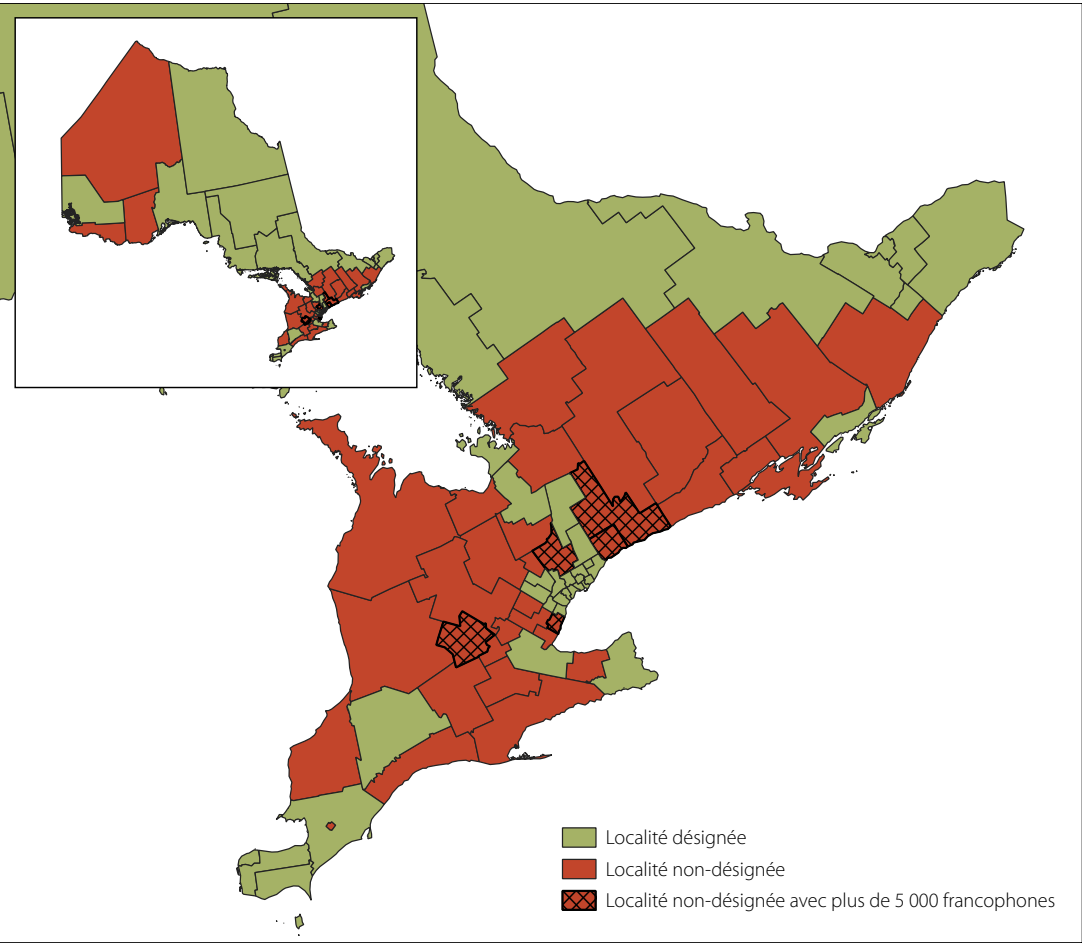 Localité désignée
Localité non-désignée
Localité non-désignée avec plus de 5 000 francophones